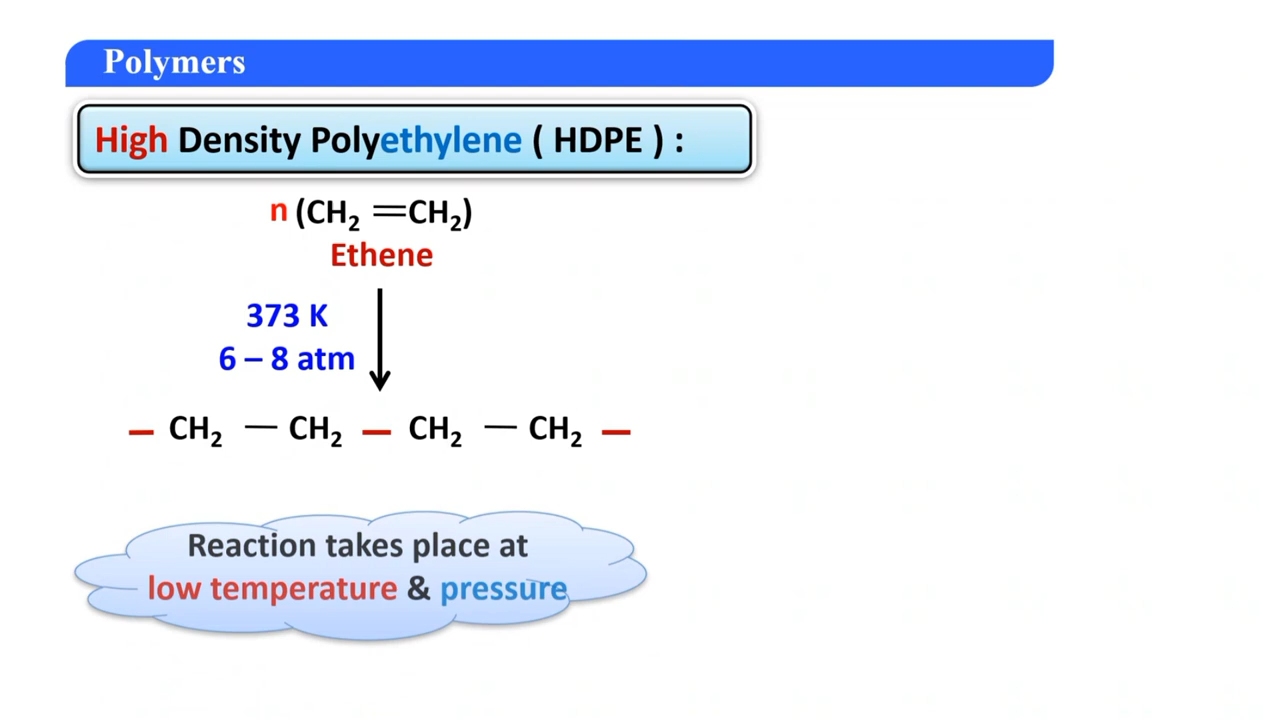 Polymers
High Density Polyethylene ( HDPE ) :
n (CH₂ ═CH₂)
Ethene
373 K
6 – 8 atm
– CH₂ — CH₂ – CH₂ — CH₂ –
Reaction takes place at
low temperature & pressure